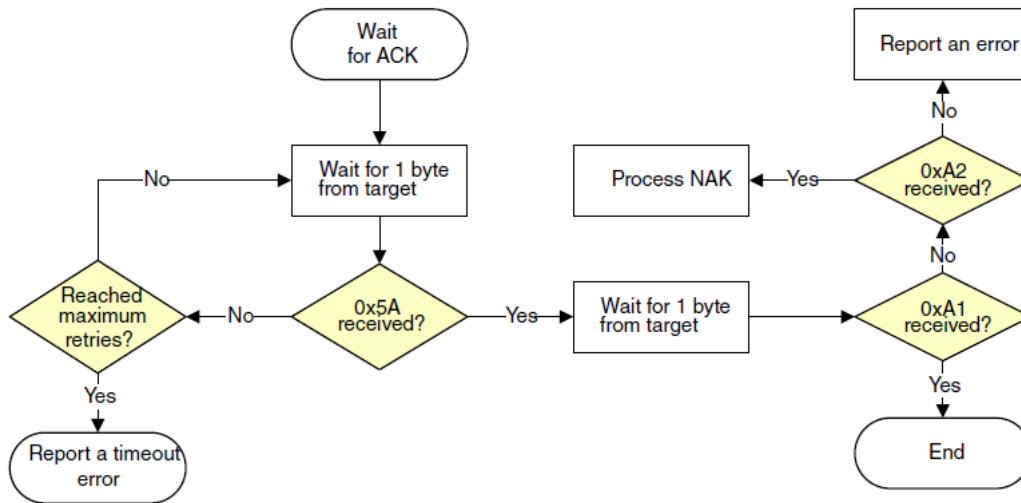 Wait
for ACK
Report an error
No
No
Wait for 1 byte
from target
Process NAK
Yes
0xA2
received?
No
Reached
maximum
retries?
No
0x5A
received?
Yes
Wait for 1 byte
from target
0xA1
received?
Yes
Yes
Report a timeout
error
End